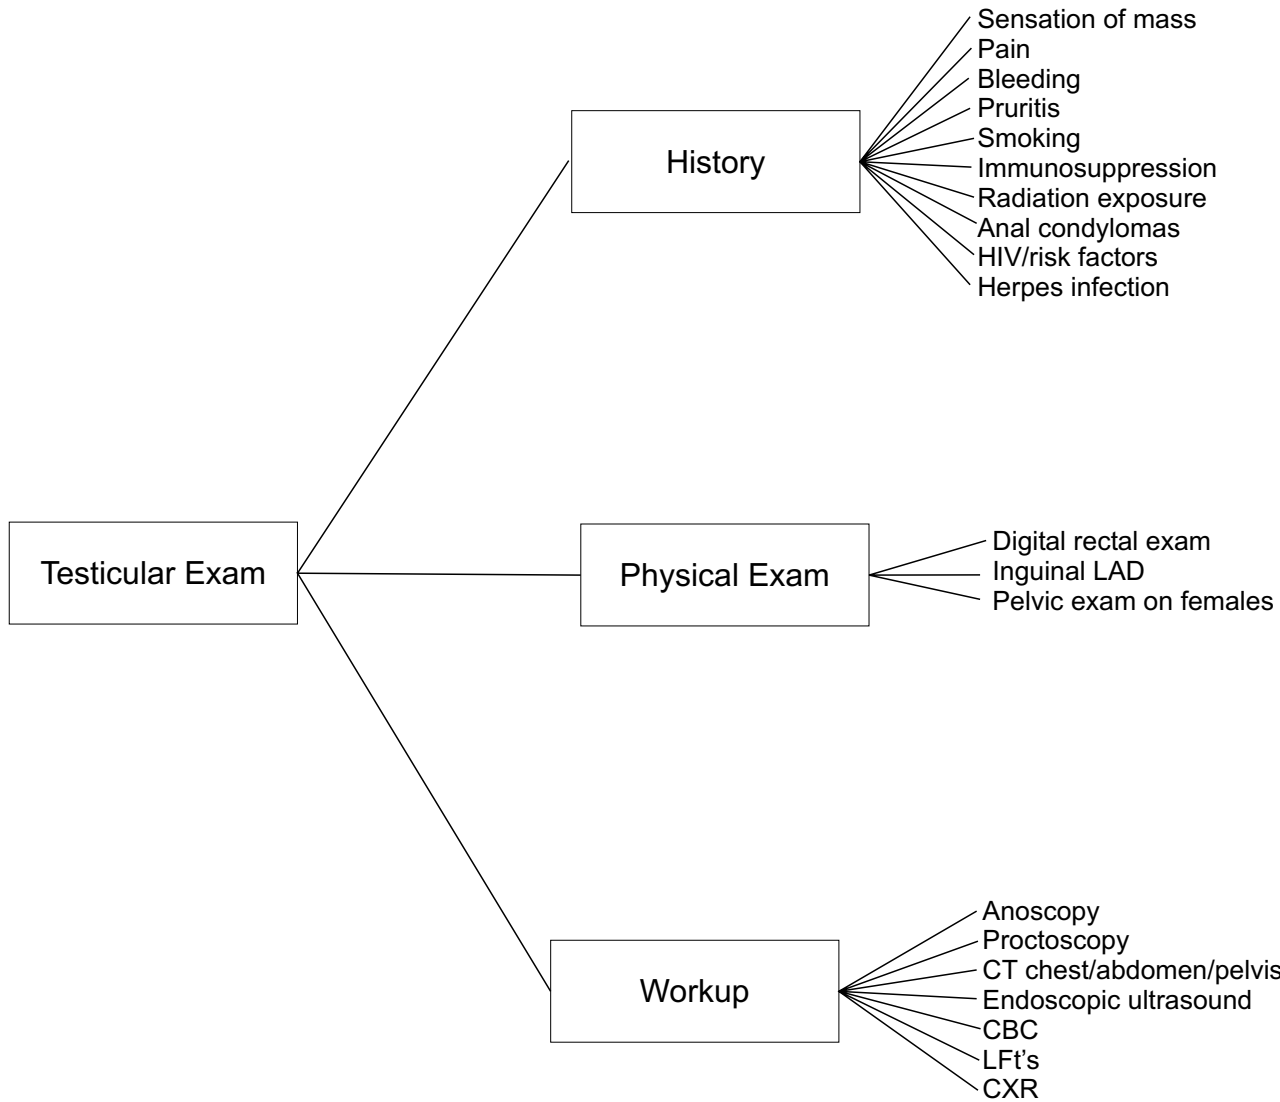 Sensation of mass
Pain
Bleeding
Pruritis
Smoking
Immunosuppression
Radiation exposure
Anal condylomas
HIV/risk factors
Herpes infection
History
Testicular Exam
Physical Exam
Digital rectal exam
Inguinal LAD
Pelvic exam on females
Workup
Anoscopy
Proctoscopy
CT chest/abdomen/pelvis
Endoscopic ultrasound
CBC
LFt’s
CXR